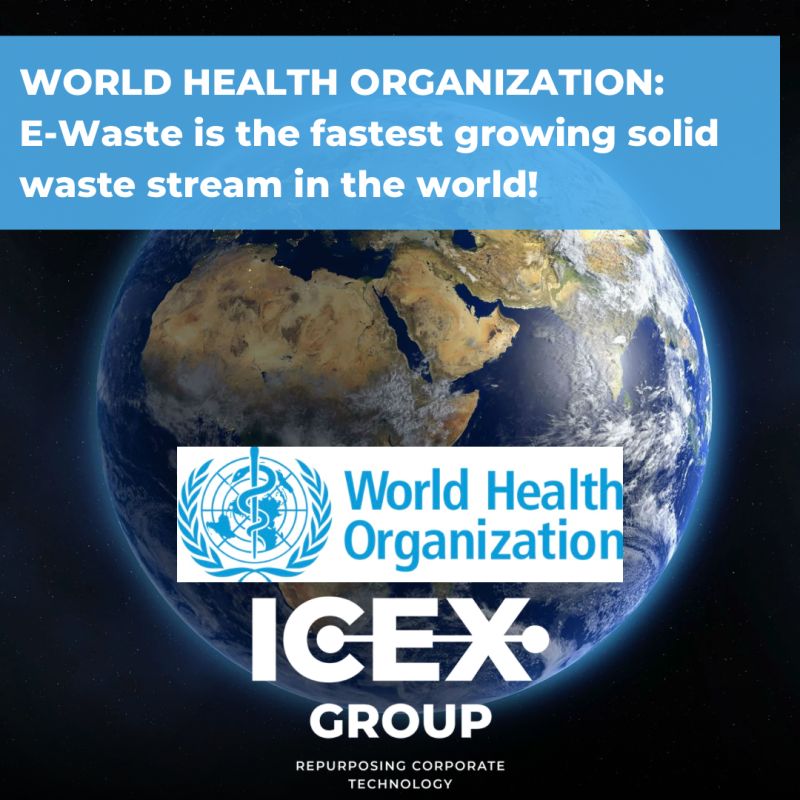 WORLD HEALTH ORGANIZATION:
E-Waste is the fastest growing solid
waste stream in the world!
World Health
Organization
ICEX
GROUP
REPURPOSING CORPORATE
TECHNOLOGY